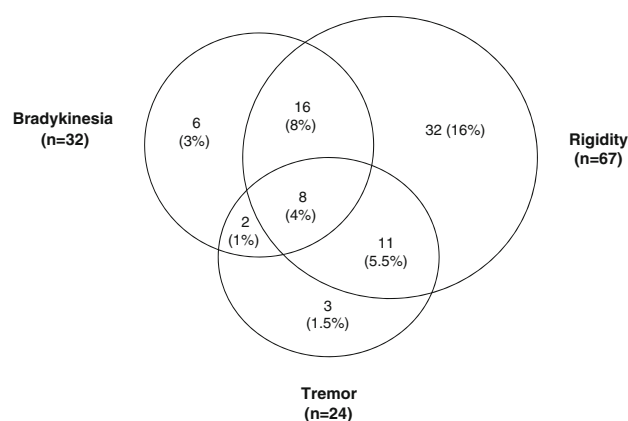 Bradykinesia
(n=32)
6
(3%)
16
(8%)
32 (16%)
Rigidity
(n=67)
8
(4%)
2
(1%)
11
(5.5%)
3
(1.5%)
Tremor
(n=24)